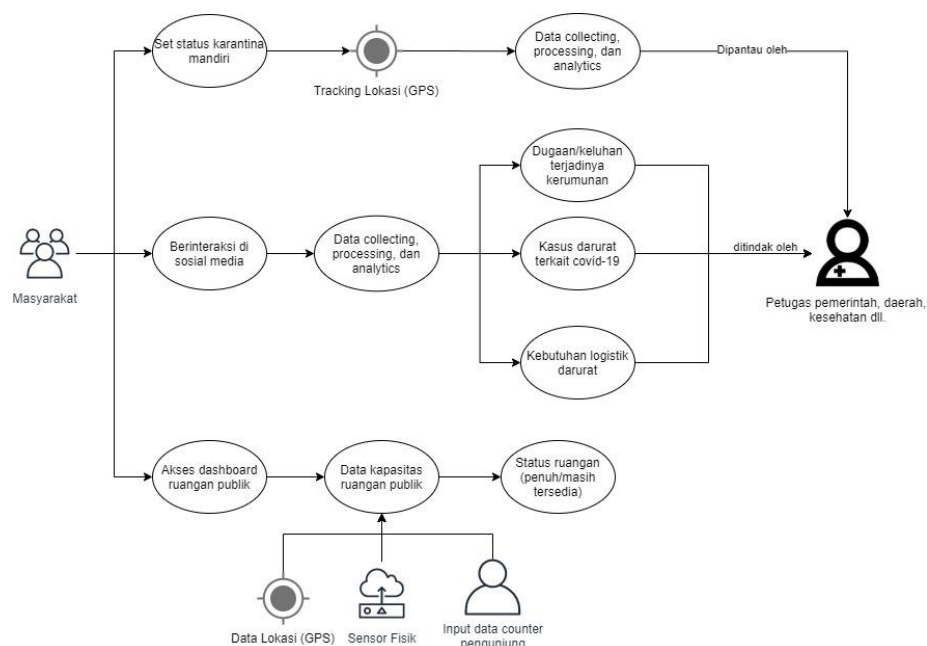 Set status karantina
mandiri
Tracking Lokasi (GPS)
Data collecting,
processing, dan
analytics
Dipantau oleh
Masyarakat
Berinteraksi di
sosial media
Data collecting,
processing, dan
analytics
Dugaan/keluhan
terjadinya
kerumunan
Kasus darurat
terkait covid-19
Kebutuhan logistik
darurat
ditindak oleh
Petugas pemerintah, daerah,
kesehatan dll.
Akses dashboard
ruangan publik
Data kapasitas
ruangan publik
Status ruangan
(penuh/masih
tersedia)
Data Lokasi (GPS)
Sensor Fisik
Input data counter
pengunjung